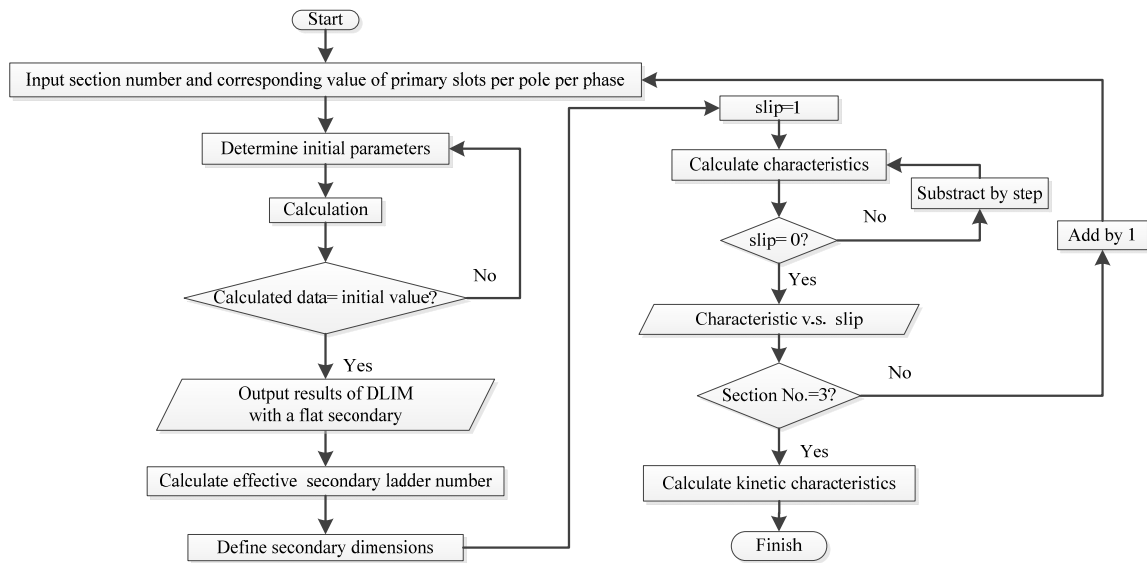 Start
Input section number and corresponding value of primary slots per pole per phase
Determine initial parameters
Calculation
Calculated data= initial value?
No
Yes
Output results of DLIM
with a flat secondary
Calculate effective secondary ladder number
Define secondary dimensions
slip=1
Calculate characteristics
Substract by step
slip= 0?
No
Yes
Add by 1
Characteristic v.s. slip
Section No.=3?
No
Yes
Calculate kinetic characteristics
Finish